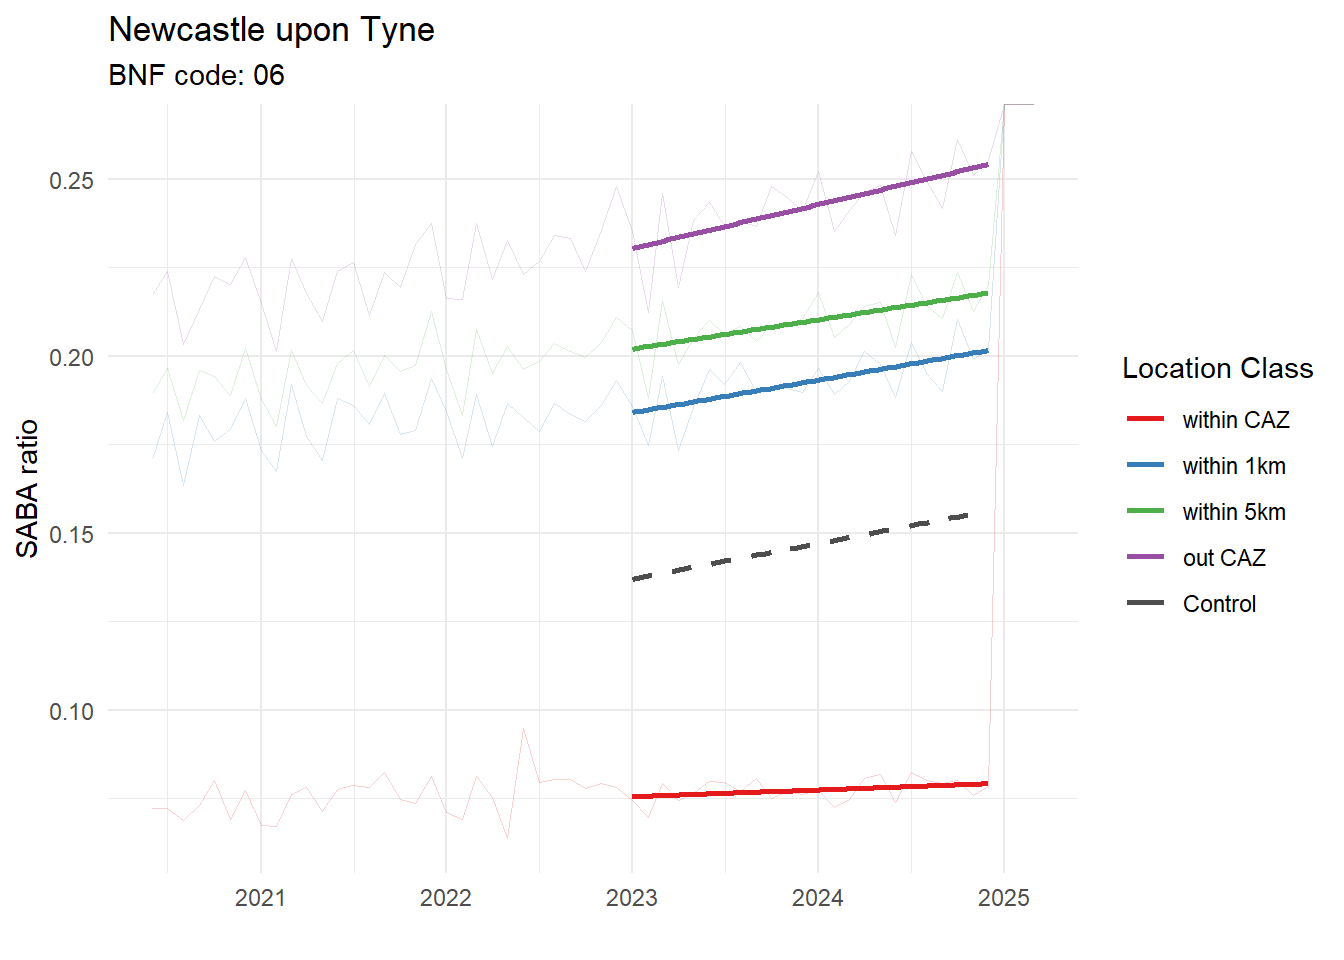 Newcastle upon Tyne
BNF code: 06
SABA ratio
0.25
0.20
0.15
0.10
2021
2022
2023
2024
2025
Location Class
within CAZ
within 1km
within 5km
out CAZ
Control